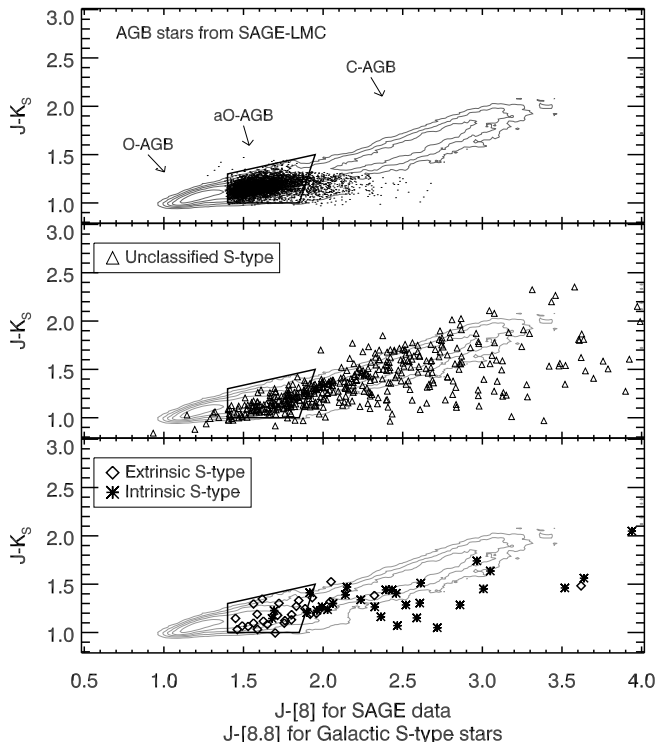 3.0
AGB stars from SAGE-LMC
2.5
C-AGB
J-K_S
2.0
aO-AGB
O-AGB
1.5
1.0
3.0
△ Unclassified S-type
2.5
J-K_S
2.0
1.5
1.0
3.0
◇ Extrinsic S-type
✳ Intrinsic S-type
2.5
J-K_S
2.0
1.5
1.0
0.5 1.0 1.5 2.0 2.5 3.0 3.5 4.0
J-[8] for SAGE data
J-[8.8] for Galactic S-type stars